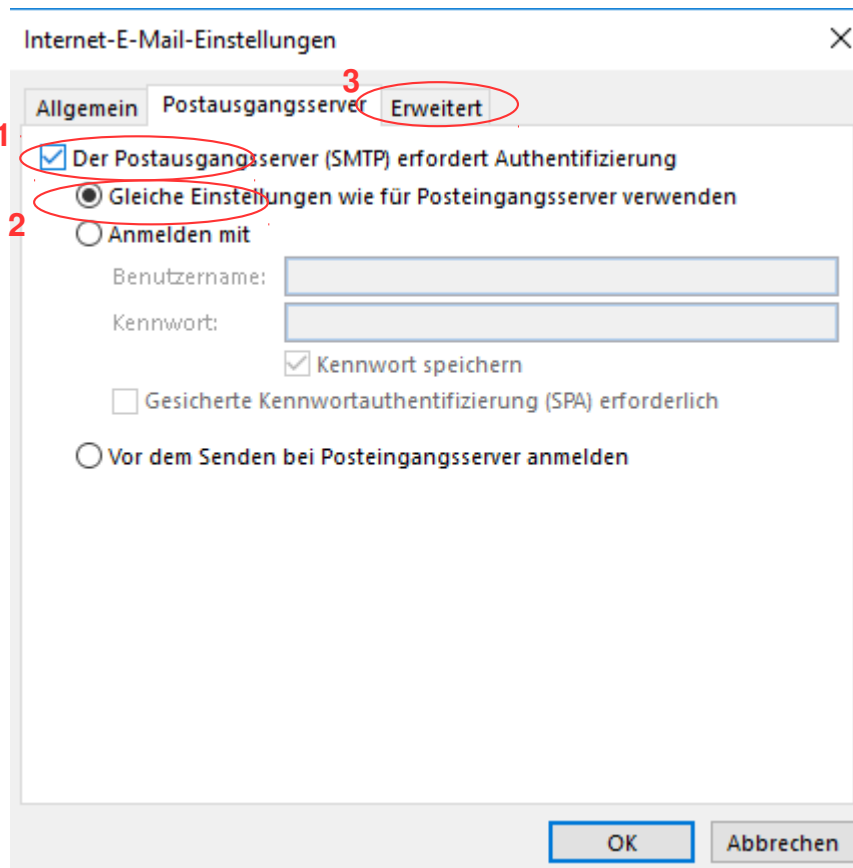 Internet-E-Mail-Einstellungen
3
Allgemein Postausgangsserver Erweitert
1
Der Postausgangsserver (SMTP) erfordert Authentifizierung
Gleiche Einstellungen wie für Posteingangsserver verwenden
2
Anmelden mit
Benutzername:
Kennwort:
Kennwort speichern
Gesicherte Kennwortauthentifizierung (SPA) erforderlich
Vor dem Senden bei Posteingangsserver anmelden
OK Abbrechen